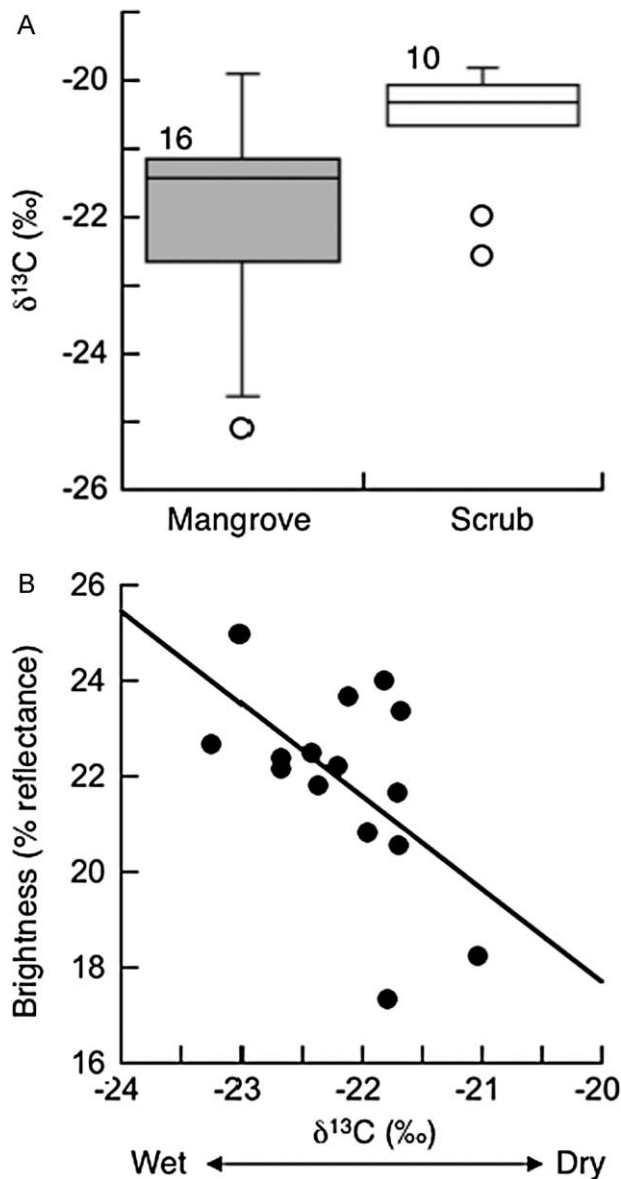 A
-20
10
16
-22
δ¹³C (‰)
-24
-26
Mangrove Scrub
B
26
24
22
Brightness (% reflectance)
20
18
16
-24 -23 -22 -21 -20
δ¹³C (‰)
Wet Dry